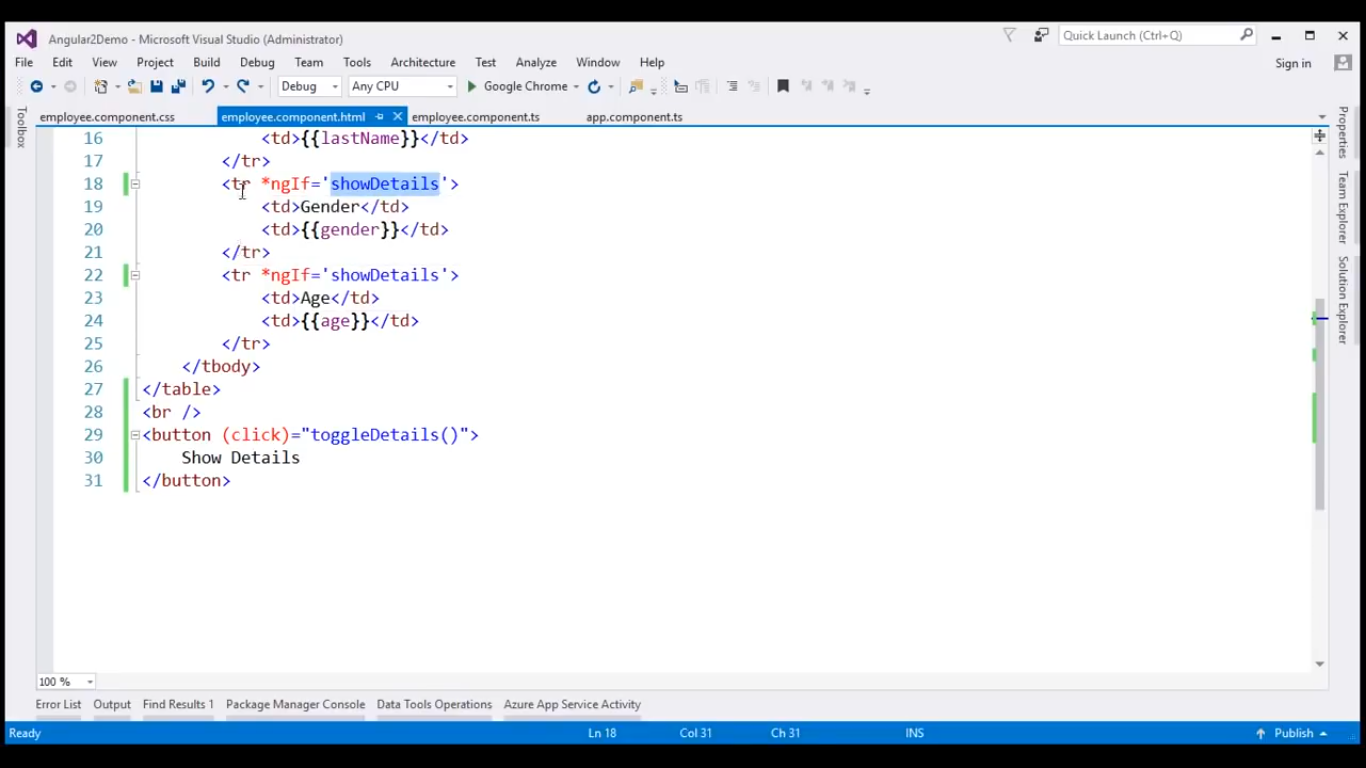 Angular2Demo - Microsoft Visual Studio (Administrator)
Quick Launch (Ctrl+Q)
File Edit View Project Build Debug Team Tools Architecture Test Analyze Window Help
Sign in
Debug Any CPU Google Chrome
employee.component.css employee.component.html employee.component.ts app.component.ts
Toolbox
16 <td>{{lastName}}</td>
17 </tr>
18 <tr *ngIf='showDetails'>
19 <td>Gender</td>
20 <td>{{gender}}</td>
21 </tr>
22 <tr *ngIf='showDetails'>
23 <td>Age</td>
24 <td>{{age}}</td>
25 </tr>
26 </tbody>
27 </table>
28 <br />
29 <button (click)="toggleDetails()">
30 Show Details
31 </button>
Properties
Team Explorer
Solution Explorer
100 %
Error List Output Find Results 1 Package Manager Console Data Tools Operations Azure App Service Activity
Ready Ln 18 Col 31 Ch 31 INS Publish